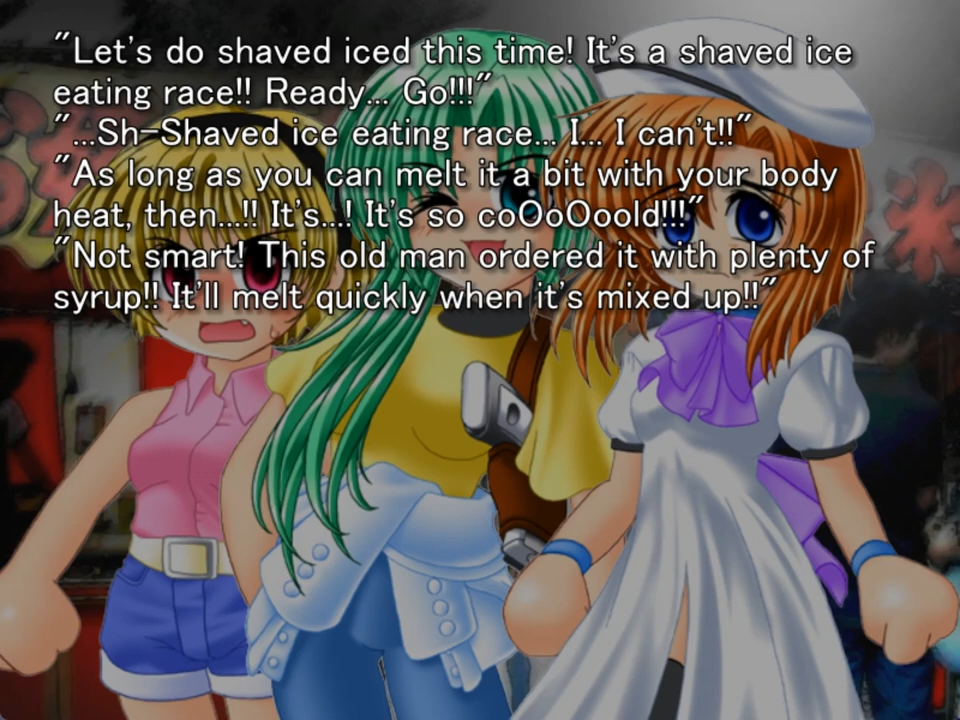 "Let's do shaved iced this time! It's a shaved ice
eating race!! Ready... Go!!!"
"...Sh-Shaved ice eating race... I... I can't!!"
"As long as you can melt it a bit with your body
heat, then...!! It's...! It's so coOoOoold!!!"
"Not smart! This old man ordered it with plenty of
syrup!! It'll melt quickly when it's mixed up!!"